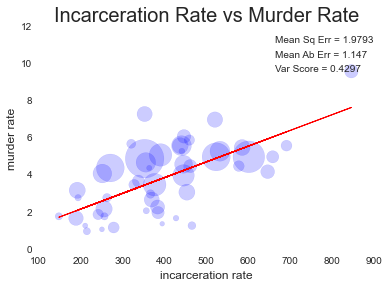 Incarceration Rate vs Murder Rate
12
Mean Sq Err = 1.9793
Mean Ab Err = 1.147
Var Score = 0.4297
10
8
6
4
2
0
murder rate
100 200 300 400 500 600 700 800 900
incarceration rate